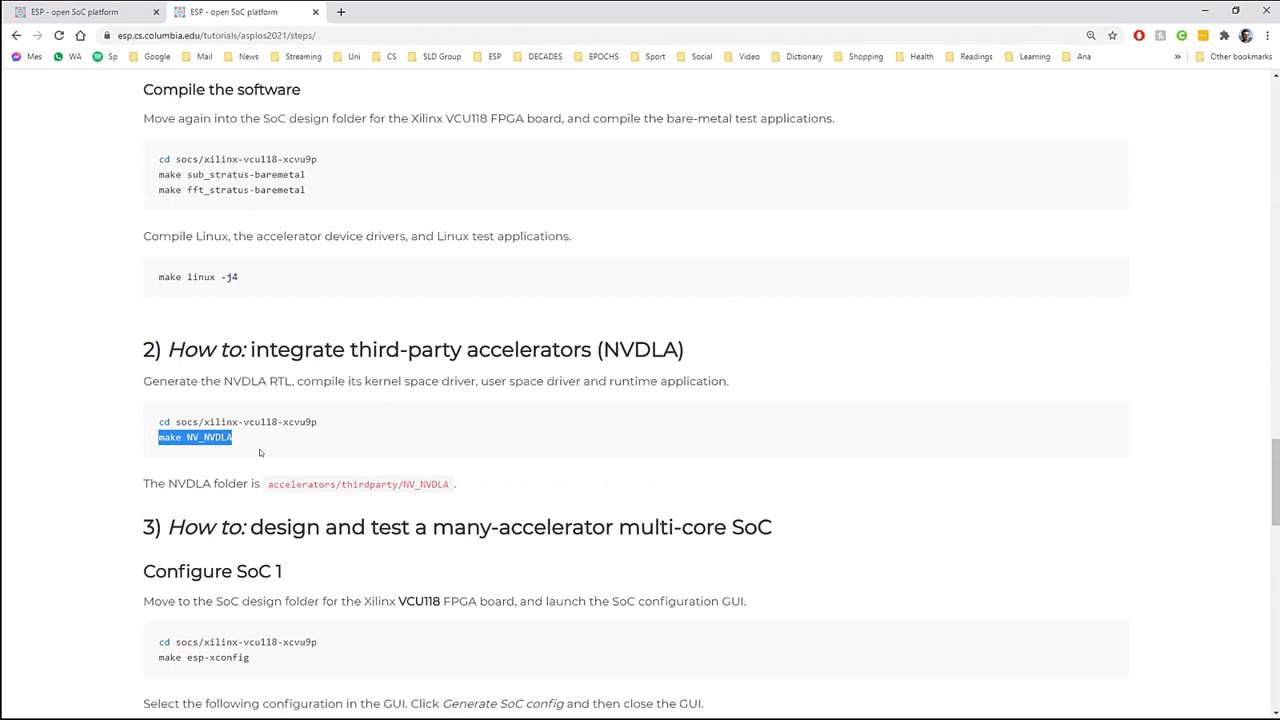 ESP - open SoC platform
ESP - open SoC platform
esp.cs.columbia.edu/tutorials/asplos2021/steps/
Mes WA Sp Google Mail News Streaming Uni CS SLD Group ESP DECADES EPOCHS Sport Social Video Dictionary Shopping Health Readings Learning Ana » Other bookmarks
Compile the software
Move again into the SoC design folder for the Xilinx VCU118 FPGA board, and compile the bare-metal test applications.
cd socs/xilinx-vcu118-xcvu9p
make sub_stratus-baremetal
make fft_stratus-baremetal
Compile Linux, the accelerator device drivers, and Linux test applications.
make linux -j4
2) How to: integrate third-party accelerators (NVDLA)
Generate the NVDLA RTL, compile its kernel space driver, user space driver and runtime application.
cd socs/xilinx-vcu118-xcvu9p
make NV_NVDLA
The NVDLA folder is accelerators/thirdparty/NV_NVDLA .
3) How to: design and test a many-accelerator multi-core SoC
Configure SoC 1
Move to the SoC design folder for the Xilinx VCU118 FPGA board, and launch the SoC configuration GUI.
cd socs/xilinx-vcu118-xcvu9p
make esp-xconfig
Select the following configuration in the GUI. Click Generate SoC config and then close the GUI.